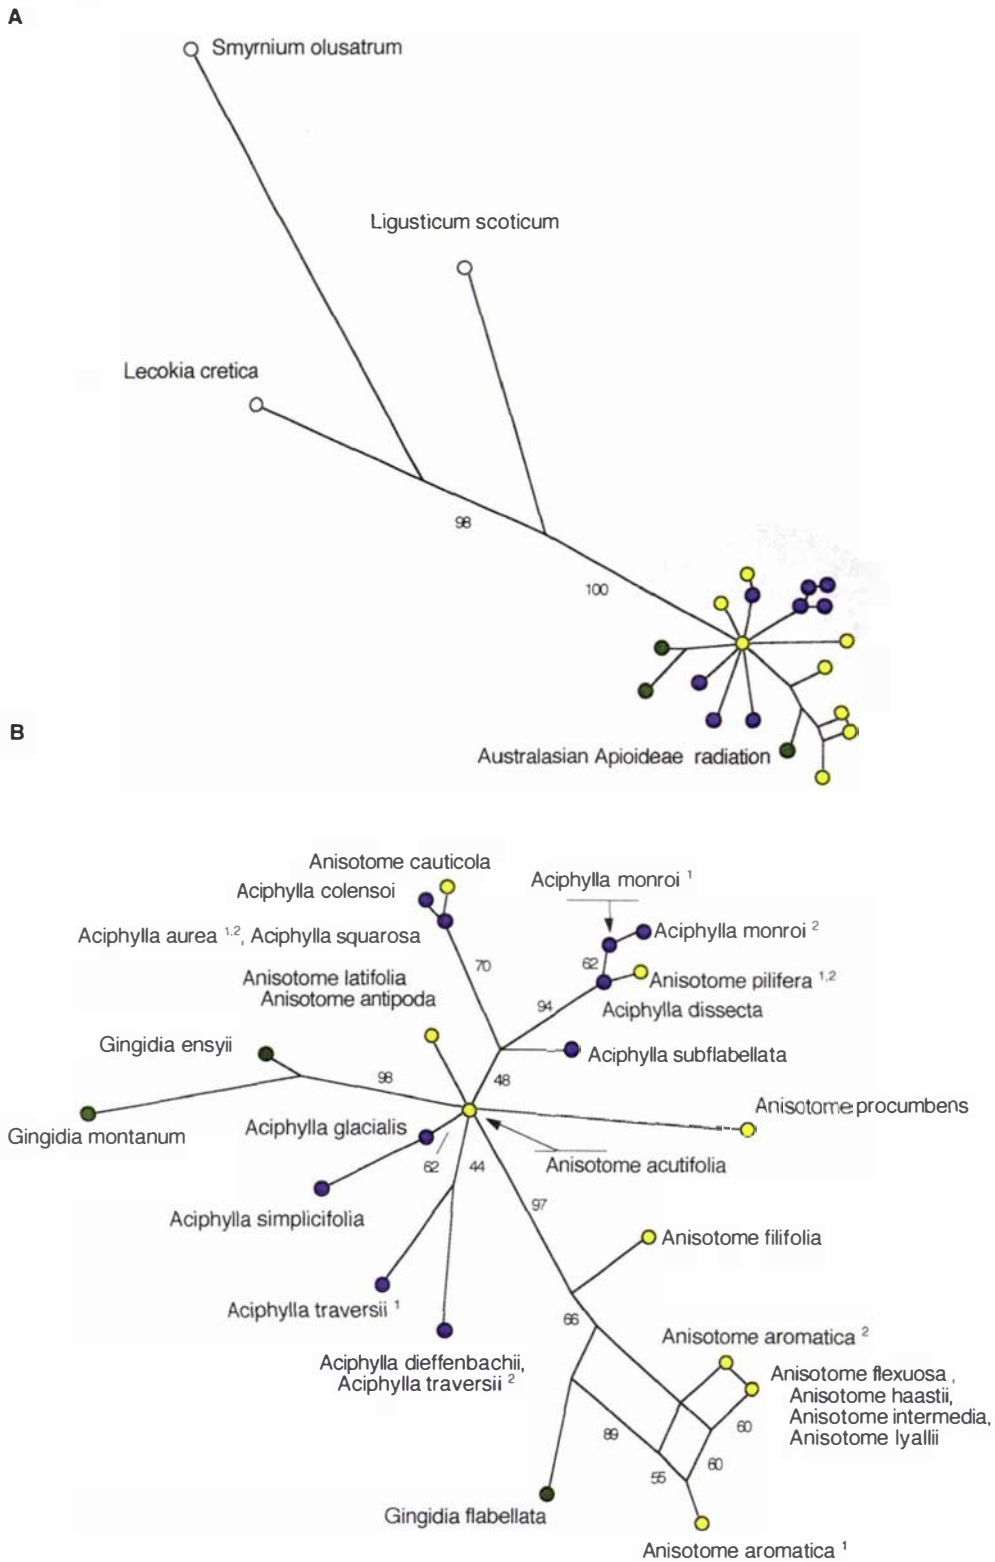 A
Smyrnium olusatrum
Ligusticum scoticum
Lecokia cretica
98
100
B
Australasian Apioideae radiation
Anisotome cauticola
Aciphylla colensoi
Aciphylla monroi ¹
Aciphylla aurea ¹·², Aciphylla squarosa
Aciphylla monroi ²
70
62
Anisotome latifolia
Anisotome antipoda
Anisotome pilifera ¹·²
94
Aciphylla dissecta
Gingidia ensyii
Aciphylla subflabellata
98
48
Anisotome procumbens
Gingidia montanum
Aciphylla glacialis
62
44
Anisotome acutifolia
97
Aciphylla simplicifolia
Anisotome filifolia
Aciphylla traversii ¹
66
Anisotome aromatica ²
Aciphylla dieffenbachii,
Aciphylla traversii ²
Anisotome flexuosa ,
Anisotome haastii,
Anisotome intermedia,
Anisotome lyallii
60
89
60
55
Gingidia flabellata
Anisotome aromatica ¹